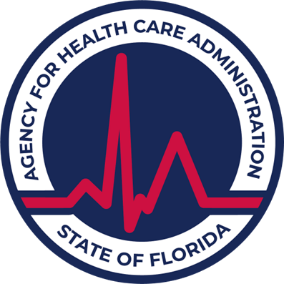 AGENCY FOR HEALTH CARE ADMINISTRATION
STATE OF FLORIDA